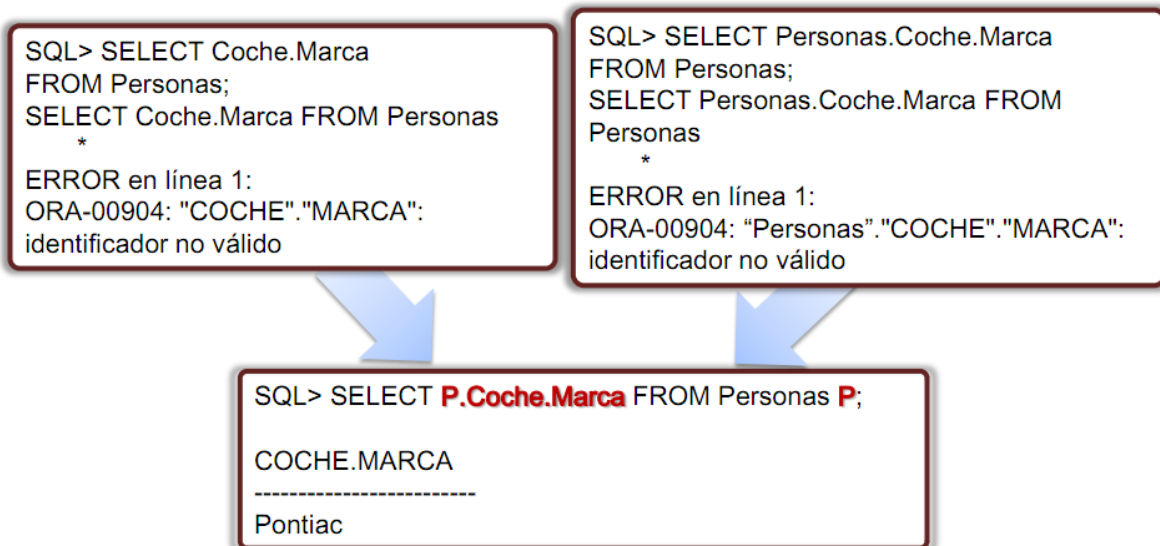 SQL> SELECT Coche.Marca
FROM Personas;
SELECT Coche.Marca FROM Personas
*
ERROR en línea 1:
ORA-00904: "COCHE"."MARCA":
identificador no válido
SQL> SELECT Personas.Coche.Marca
FROM Personas;
SELECT Personas.Coche.Marca FROM
Personas
*
ERROR en línea 1:
ORA-00904: “Personas”."COCHE"."MARCA":
identificador no válido
SQL> SELECT P.Coche.Marca FROM Personas P;
COCHE.MARCA
-------------------------
Pontiac